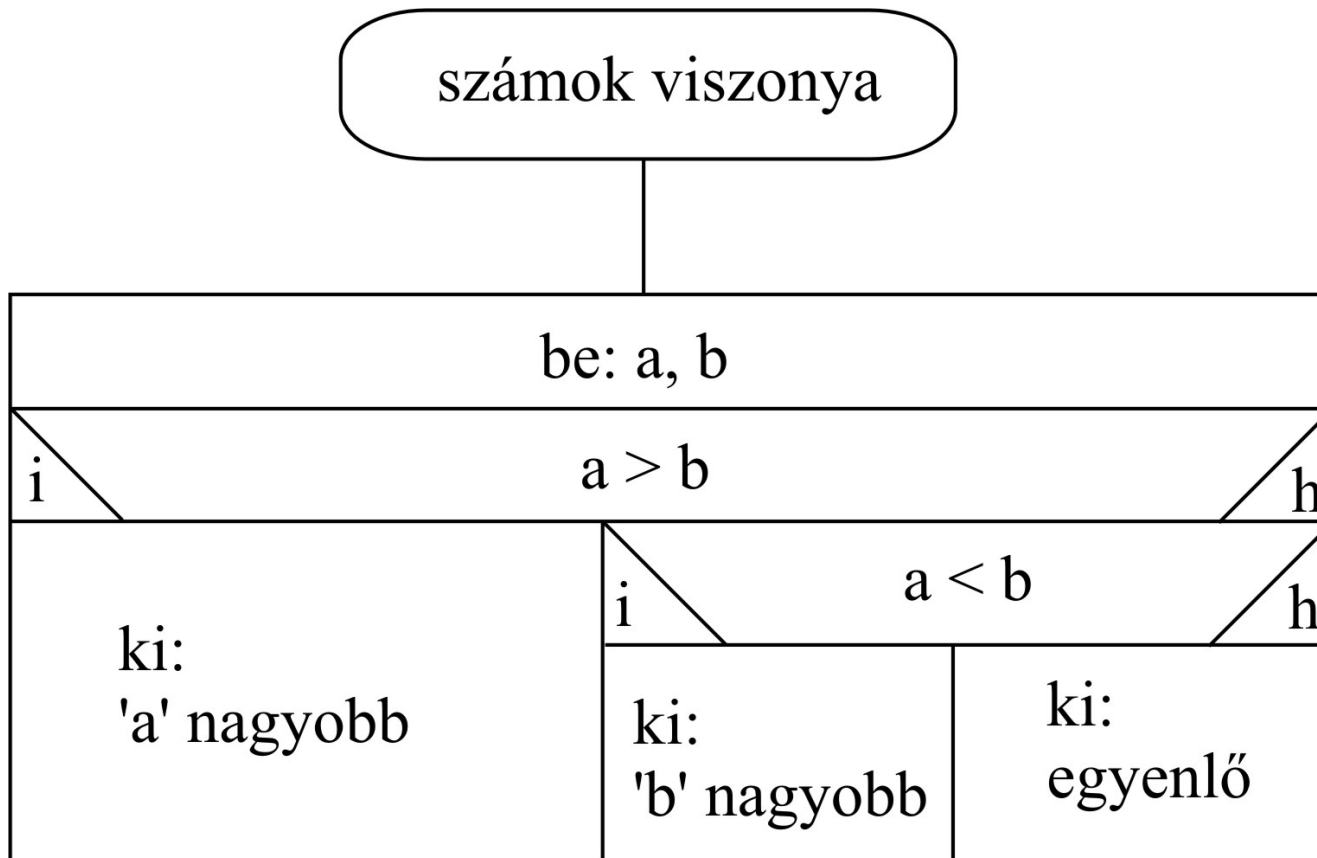 számok viszonya
be: a, b
i
a > b
h
i
a < b
h
ki:
'a' nagyobb
ki:
'b' nagyobb
ki:
egyenlő